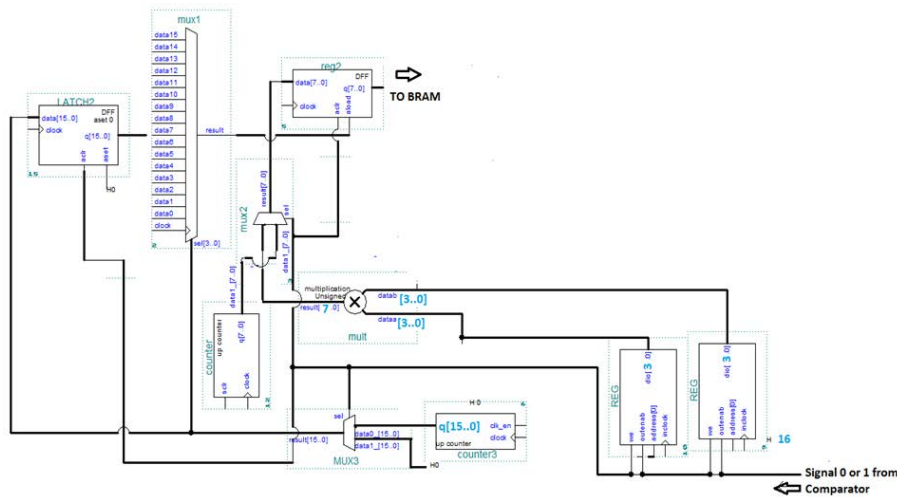 mux1
data15
data14
data13
data12
data11
data10
data9
data8
data7
data6
data5
data4
data3
data2
data1
data0
clock
result
sel[3..0]
LATCH2
DFF
aset 0
data[15..0]
clock
q[15..0]
aclr
aset
H0
reg2
DFF
data[7..0]
q[7..0]
clock
aclr
aload
TO BRAM
mux2
result[7..0]
sel
data1_[7..0]
data1_[7..0]
counter
up counter
q[7..0]
sclr
clock
multiplication
Unsigned
result[ 7 .0]
datab [3..0]
dataa [3..0]
mult
REG
dio[ 3 .0]
we
outenab
address[0]
inclock
REG
dio[ 3 .0]
we
outenab
address[0]
inclock
16
sel
result[15..0]
data0_[15..0]
data1_[15..0]
MUX3
H0
H 0
q[15..0]
clk_en
clock
up counter
counter3
Signal 0 or 1 from
Comparator